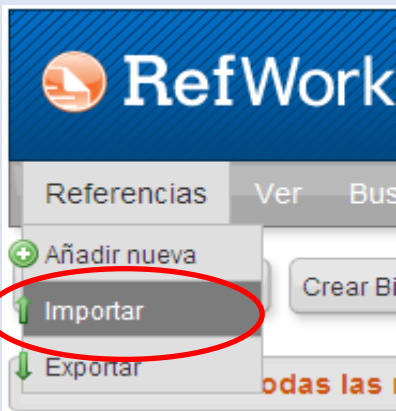 RefWork
Referencias Ver Bus
Añadir nueva
Importar
Crear Bi
Exportar
odas las